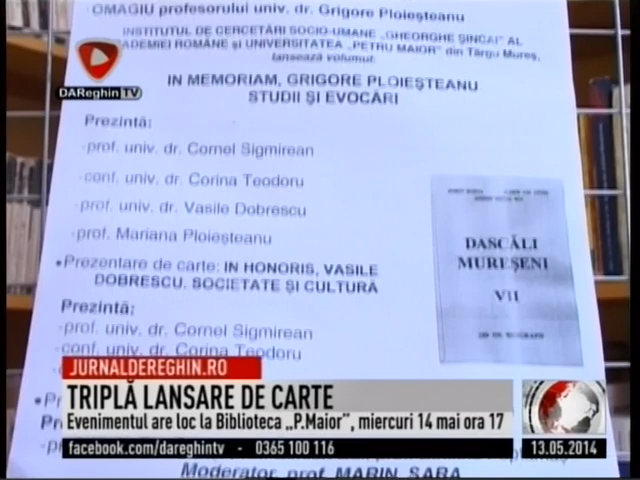 OMAGIU profesorului univ. dr. Grigore Ploieșteanu
INSTITUTUL DE CERCETĂRI SOCIO-UMANE „GHEORGHE ȘINCAI” AL
ADEMIEI ROMÂNE și UNIVERSITATEA „PETRU MAIOR” din Târgu Mureș,
lansează volumul:
IN MEMORIAM, GRIGORE PLOIEȘTEANU
STUDII ȘI EVOCĂRI
DAReghin TV
Prezintă:
-prof. univ. dr. Cornel Sigmirean
-conf. univ. dr. Corina Teodoru
-prof. univ. dr. Vasile Dobrescu
-prof. Mariana Ploieșteanu
•Prezentare de carte: IN HONORIS, VASILE
DOBRESCU. SOCIETATE ȘI CULTURĂ
Prezintă:
-prof. univ. dr. Cornel Sigmirean
-conf. univ. dr. Corina Teodoru
DASCĂLI
MUREȘENI
VII
JURNALDEREGHIN.RO
TRIPLĂ LANSARE DE CARTE
Evenimentul are loc la Biblioteca „P.Maior”, miercuri 14 mai ora 17
facebook.com/dareghintv - 0365 100 116
13.05.2014
Moderator, prof. MARIN ȘARA